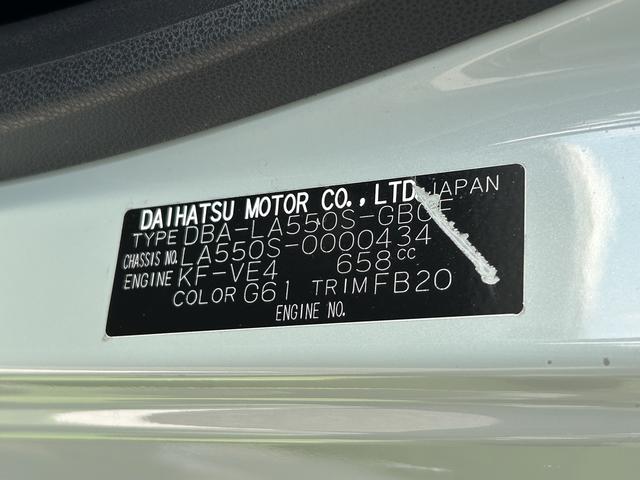 DAIHATSU MOTOR CO.,LTD. JAPAN
TYPE DBA-LA550S-GBGF
CHASSIS NO. LA550S-0000434
ENGINE KF-VE4 658cc
COLOR G61 TRIM FB20
ENGINE NO.